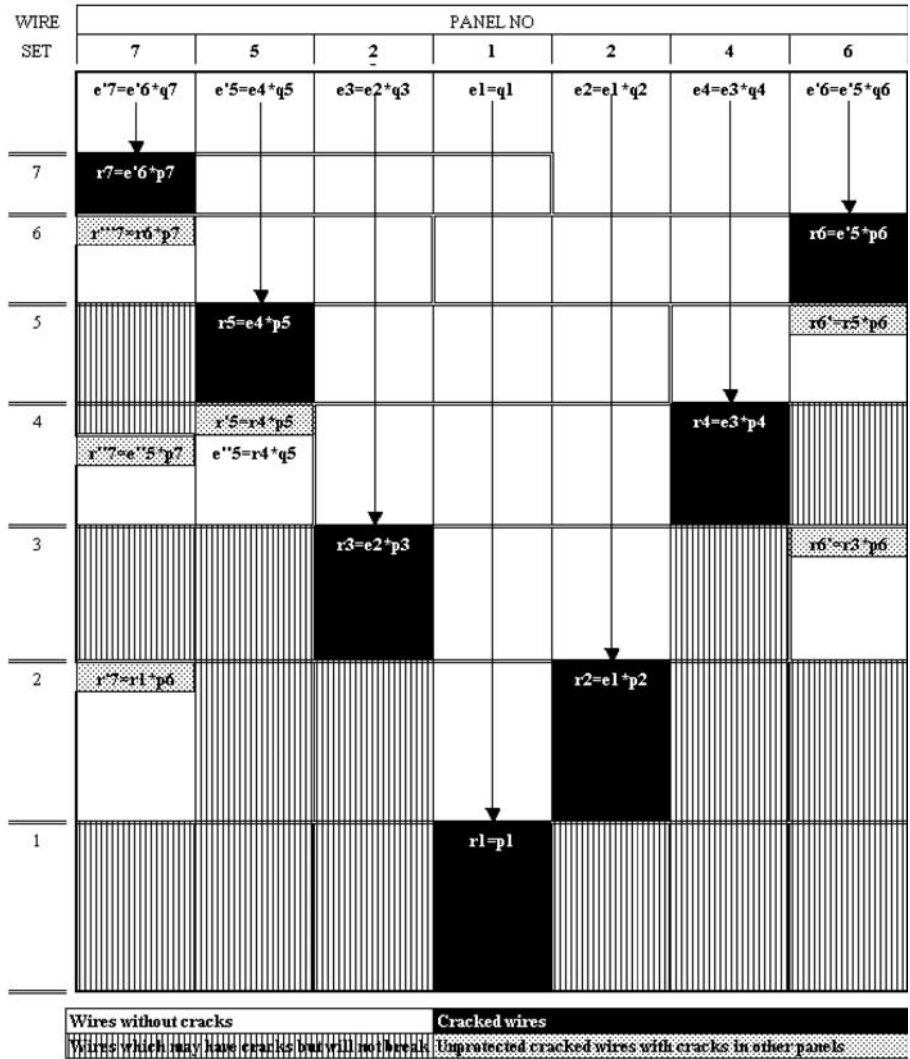 WIRE PANEL NO
SET 7 5 2 1 2 4 6
e'7=e'6*q7 e'5=e4*q5 e3=e2*q3 e1=q1 e2=e1*q2 e4=e3*q4 e'6=e'5*q6
7 r7=e'6*p7
6 r'''7=r6*p7 r6=e'5*p6
5 r5=e4*p5 r6'=r5*p6
4 r'5=r4*p5 r4=e3*p4
r''7=e''5*p7 e''5=r4*q5
3 r3=e2*p3 r6'=r3*p6
2 r'7=r1*p6 r2=e1*p2
1 r1=p1
Wires without cracks Cracked wires
Wires which may have cracks but will not break Unprotected cracked wires with cracks in other panels